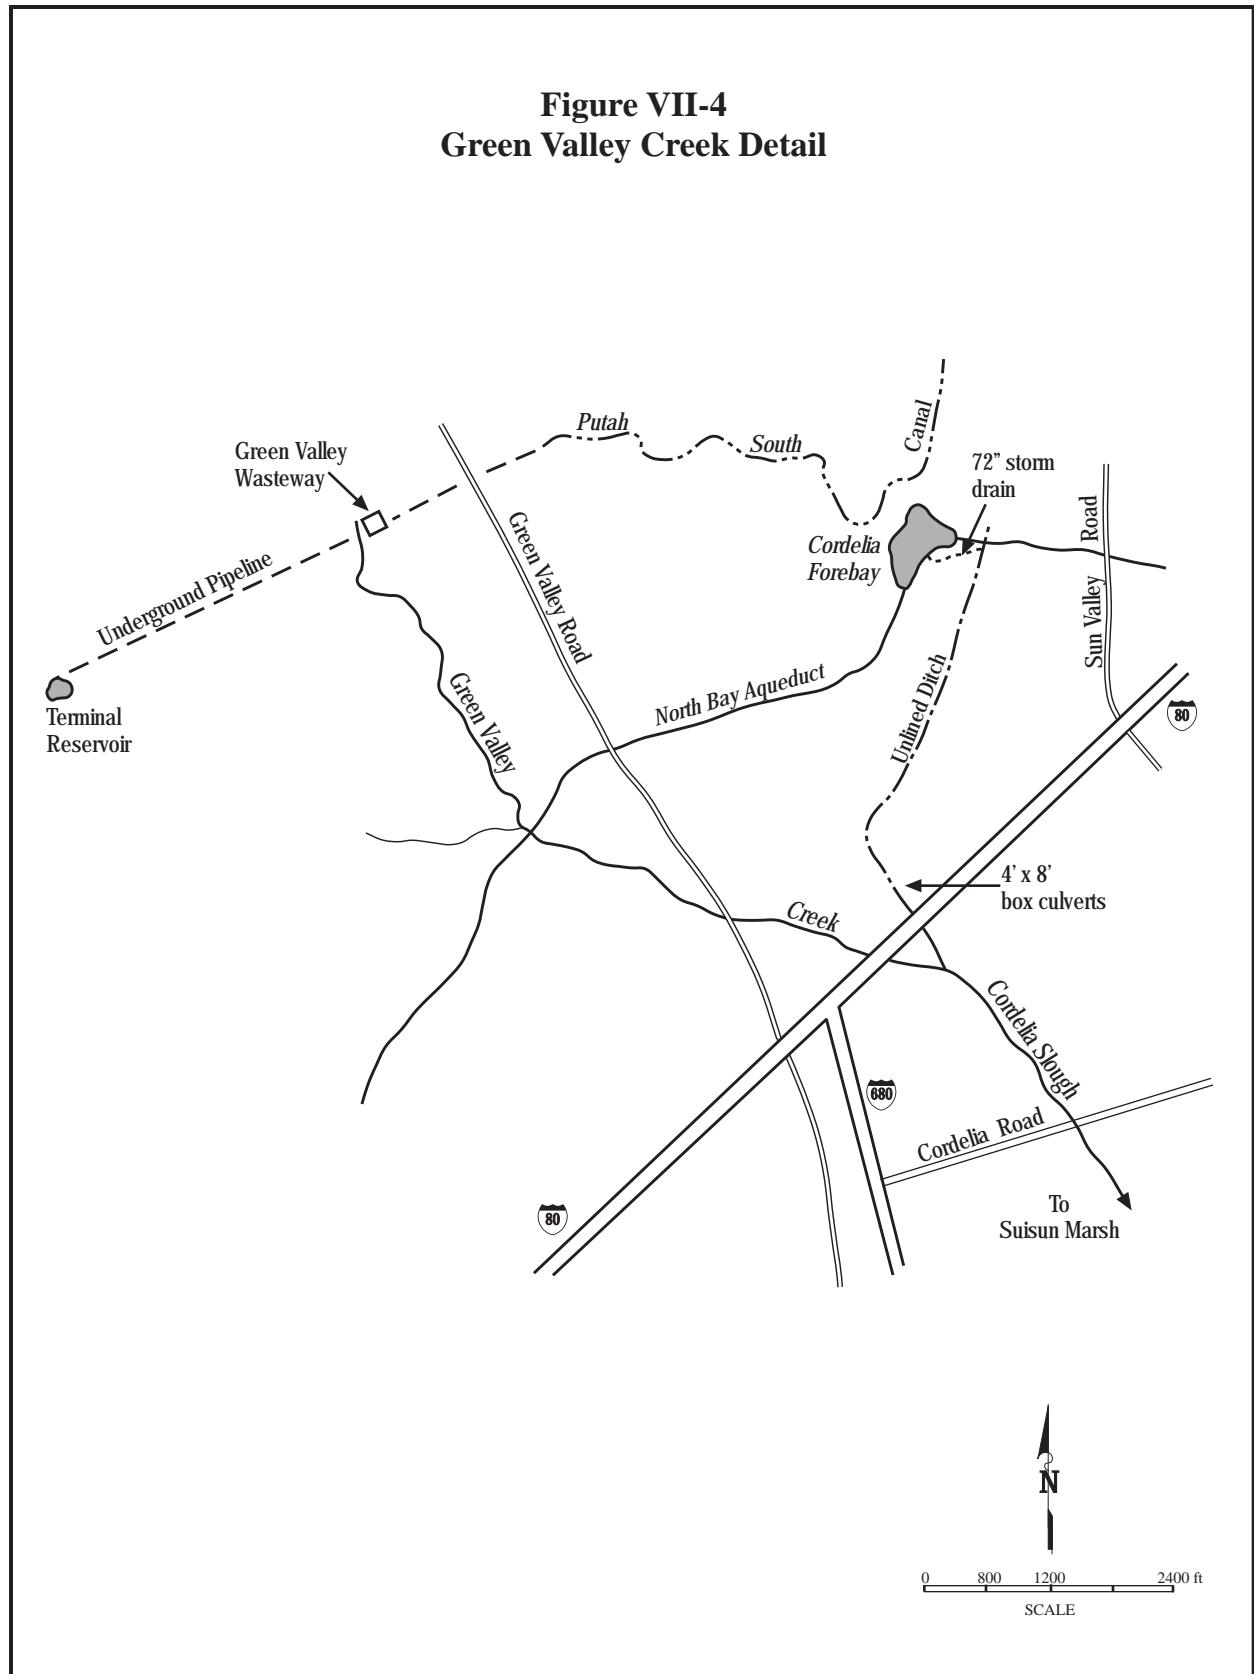 Figure VII-4
Green Valley Creek Detail
Putah
South
Canal
Green Valley
Wasteway
72” storm
drain
Green Valley Road
Cordelia
Forebay
Sun Valley Road
Underground Pipeline
Terminal
Reservoir
Green Valley
North Bay Aqueduct
Unlined Ditch
80
4' x 8'
box culverts
Creek
Cordelia Slough
680
Cordelia Road
80
To
Suisun Marsh
N
0 800 1200 2400 ft
SCALE